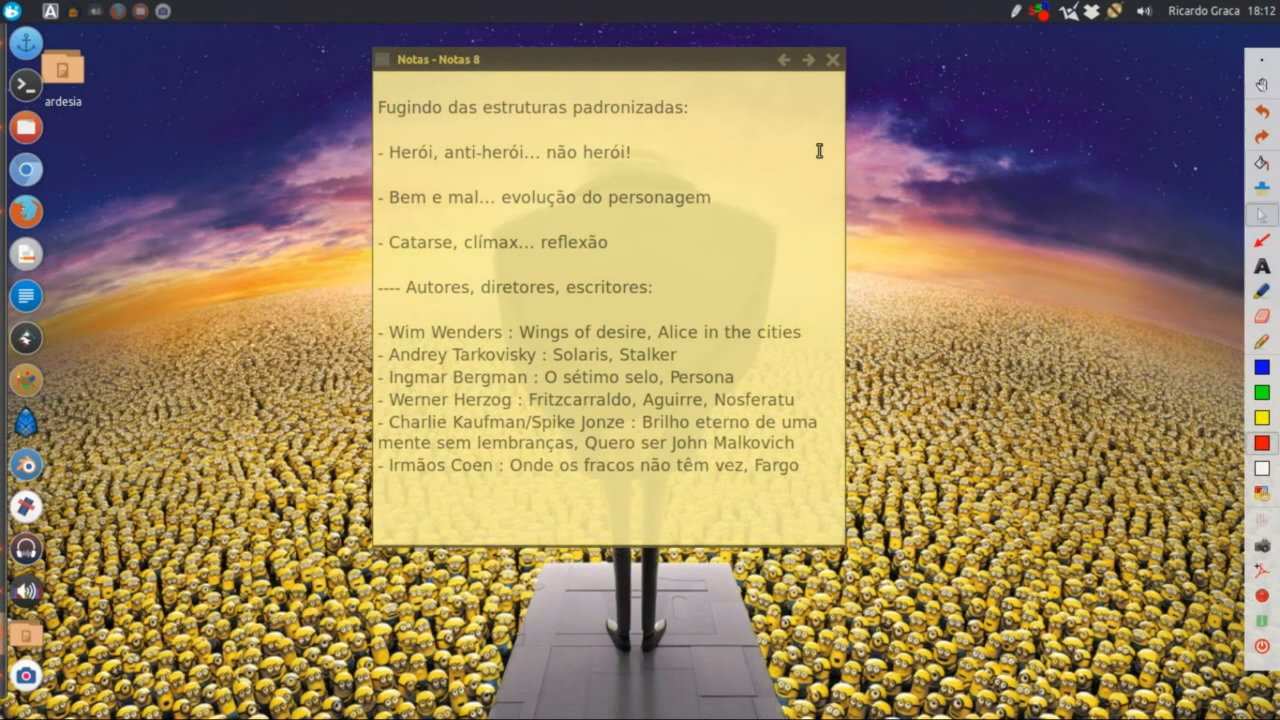 Ricardo Graca 18:12
ardesia
Notas - Notas 8
Fugindo das estruturas padronizadas:
- Herói, anti-herói... não herói!
- Bem e mal... evolução do personagem
- Catarse, clímax... reflexão
---- Autores, diretores, escritores:
- Wim Wenders : Wings of desire, Alice in the cities
- Andrey Tarkovisky : Solaris, Stalker
- Ingmar Bergman : O sétimo selo, Persona
- Werner Herzog : Fritzcarraldo, Aguirre, Nosferatu
- Charlie Kaufman/Spike Jonze : Brilho eterno de uma
mente sem lembranças, Quero ser John Malkovich
- Irmãos Coen : Onde os fracos não têm vez, Fargo